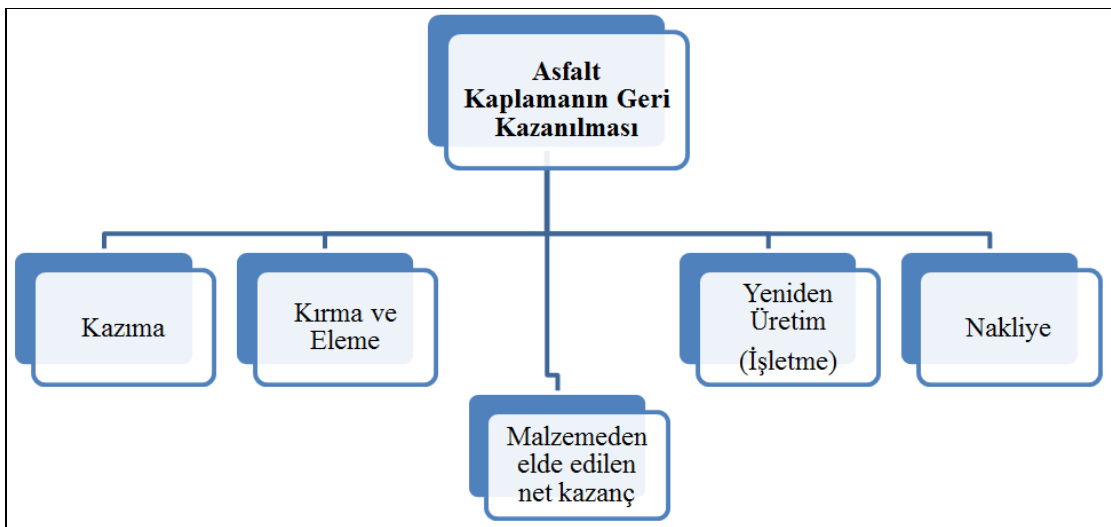 Asfalt
Kaplamanın Geri
Kazanılması
Kazıma
Kırma ve
Eleme
Malzemeden
elde edilen
net kazanç
Yeniden
Üretim
(İşletme)
Nakliye